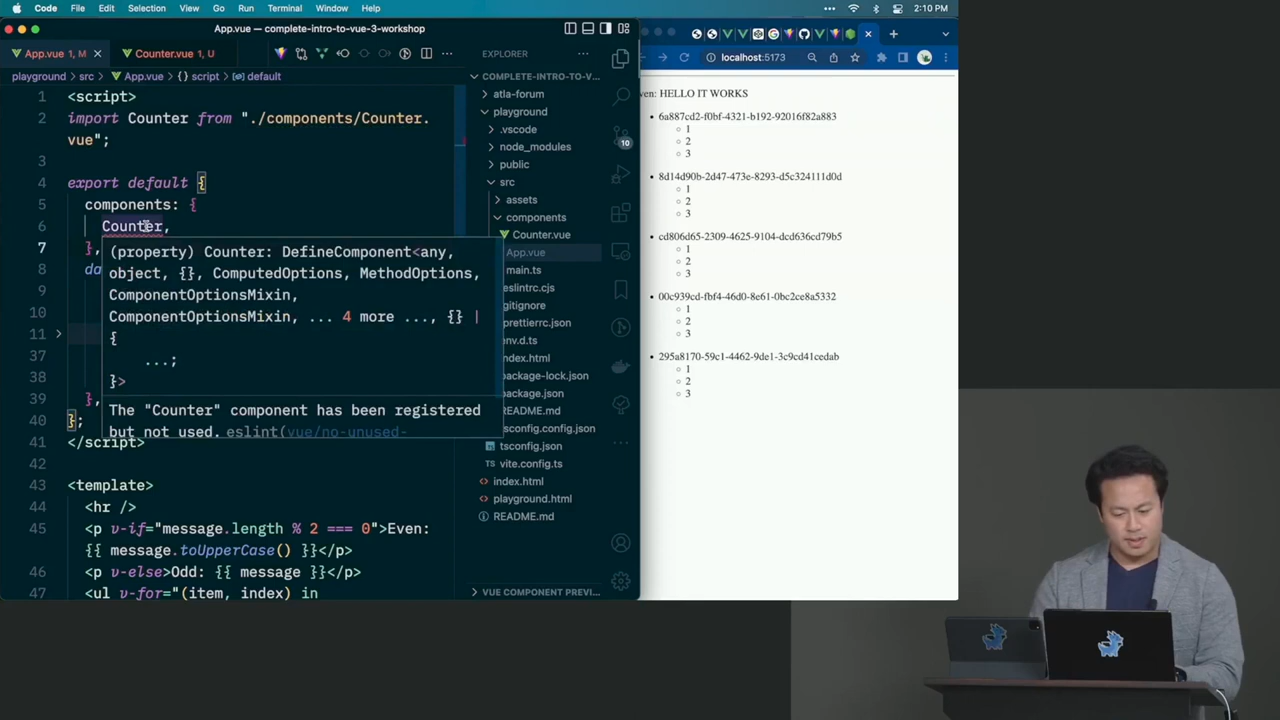 Code File Edit Selection View Go Run Terminal Window Help 2:10 PM
App.vue — complete-intro-to-vue-3-workshop
App.vue 1, M
Counter.vue 1, U
playground > src > App.vue > {} script > default
1 <script>
2 import Counter from "./components/Counter.
vue";
3
4 export default {
5 components: {
6 Counter,
7 },
8 da
9
10
11
37
38
39 },
40 };
41 </script>
42
43 <template>
44 <hr />
45 <p v-if="message.length % 2 === 0">Even:
{{ message.toUpperCase() }}</p>
46 <p v-else>Odd: {{ message }}</p>
47 <ul v-for="(item, index) in
(property) Counter: DefineComponent<any,
object, {}, ComputedOptions, MethodOptions,
ComponentOptionsMixin,
ComponentOptionsMixin, ... 4 more ..., {} |
{
...;
}>
The "Counter" component has been registered
but not used. eslint(vue/no-unused-
EXPLORER
COMPLETE-INTRO-TO-V...
atla-forum
playground
.vscode
node_modules
public
src
assets
components
Counter.vue
App.vue
main.ts
eslintrc.cjs
gitignore
prettierrc.json
env.d.ts
index.html
package-lock.json
package.json
README.md
tsconfig.config.json
tsconfig.json
vite.config.ts
index.html
playground.html
README.md
VUE COMPONENT PREVI...
10
localhost:5173
ven: HELLO IT WORKS
6a887cd2-f0bf-4321-b192-92016f82a883
1
2
3
8d14d90b-2d47-473e-8293-d5c324111d0d
1
2
3
cd806d65-2309-4625-9104-dcd636cd79b5
1
2
3
00c939cd-fbf4-46d0-8e61-0bc2ce8a5332
1
2
3
295a8170-59c1-4462-9de1-3c9cd41cedab
1
2
3